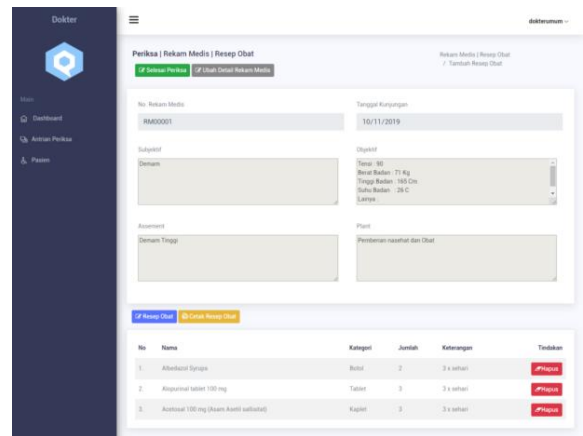 Dokter
dokterumum
Periksa | Rekam Medis | Resep Obat
Rekam Medis | Resep Obat
/ Tambah Resep Obat
Selesai Periksa
Ubah Detail Rekam Medis
Main
Dashboard
Antrian Periksa
Pasien
No. Rekam Medis
Tanggal Kunjungan
RM00001
10/11/2019
Subjektif
Objektif
Demam
Tensi : 90
Berat Badan : 71 Kg
Tinggi Badan : 165 Cm
Suhu Badan : 26 C
Lainya :
Assement
Plant
Demam Tinggi
Pemberian nasehat dan Obat
Resep Obat
Cetak Resep Obat
No Nama Kategori Jumlah Keterangan Tindakan
1. Albedazol Syrups Botol 2 3 x sehari Hapus
2. Alopurinol tablet 100 mg Tablet 3 3 x sehari Hapus
3. Asetosal 100 mg (Asam Asetil salisilat) Kaplet 3 3 x sehari Hapus